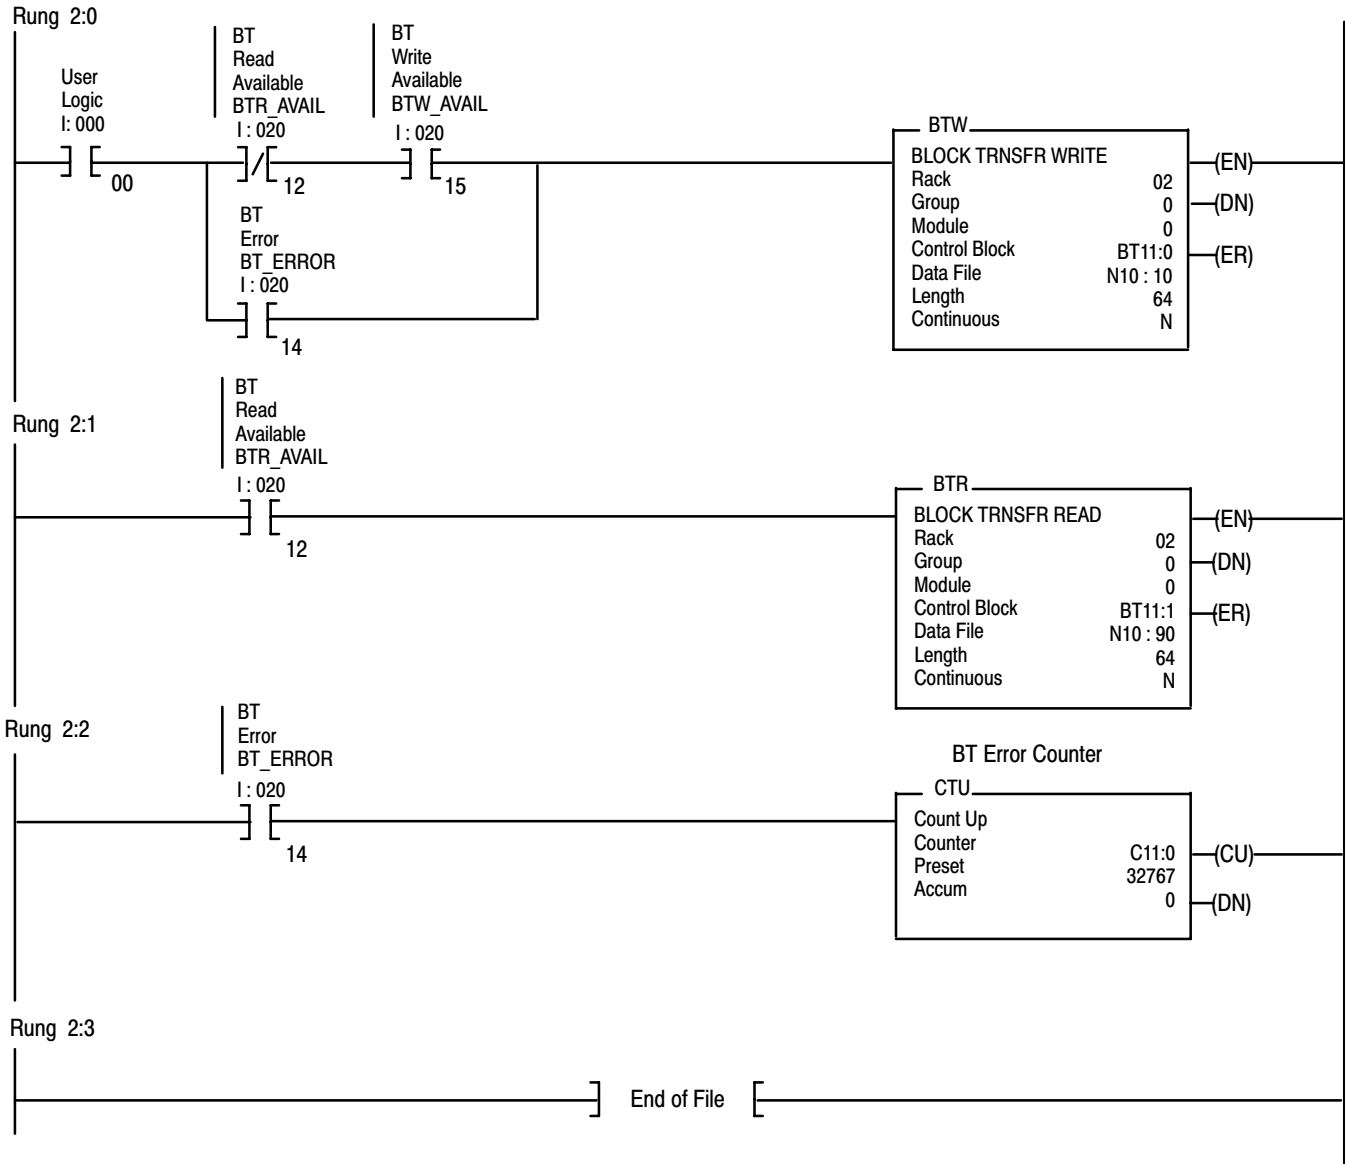 Rung 2:0
User
Logic
I: 000
00
BT
Read
Available
BTR_AVAIL
I : 020
12
BT
Write
Available
BTW_AVAIL
I : 020
15
BT
Error
BT_ERROR
I : 020
14
BTW
BLOCK TRNSFR WRITE
Rack 02
Group 0
Module 0
Control Block BT11:0
Data File N10 : 10
Length 64
Continuous N
(EN)
(DN)
(ER)
Rung 2:1
BT
Read
Available
BTR_AVAIL
I : 020
12
BTR
BLOCK TRNSFR READ
Rack 02
Group 0
Module 0
Control Block BT11:1
Data File N10 : 90
Length 64
Continuous N
(EN)
(DN)
(ER)
Rung 2:2
BT
Error
BT_ERROR
I : 020
14
BT Error Counter
CTU
Count Up
Counter C11:0
Preset 32767
Accum 0
(CU)
(DN)
Rung 2:3
End of File